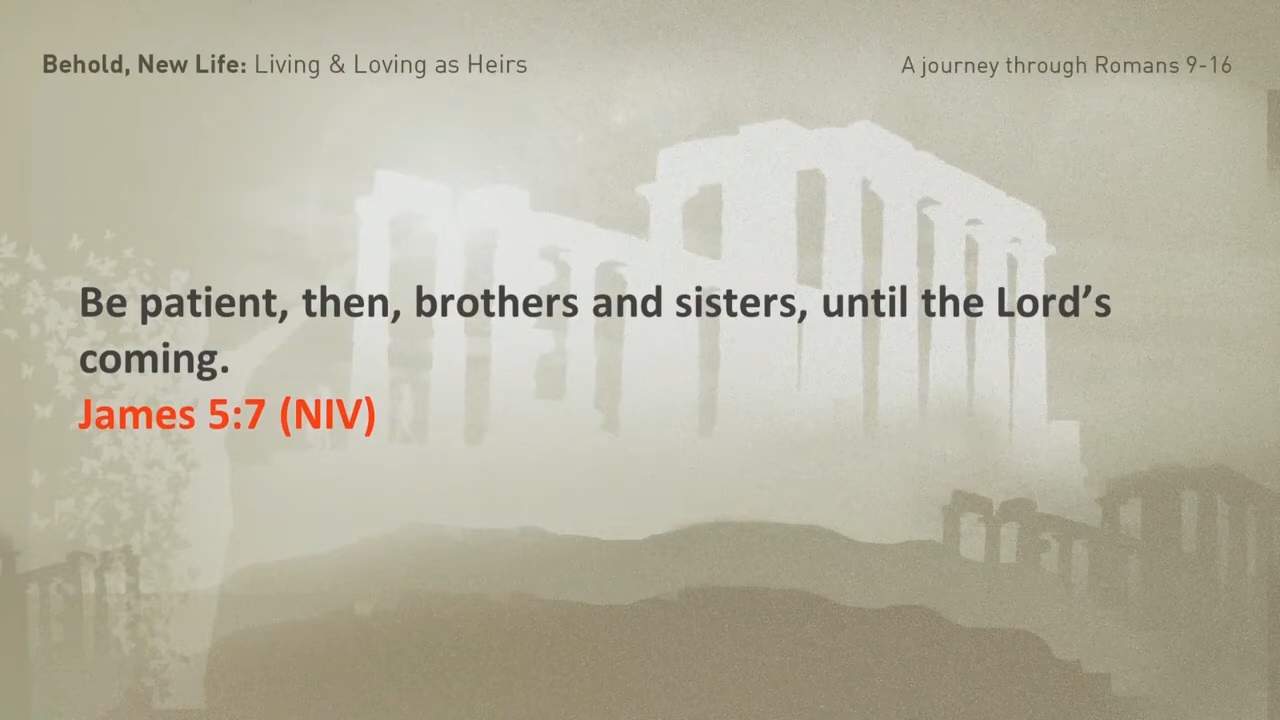 Behold, New Life: Living & Loving as Heirs
A journey through Romans 9-16
Be patient, then, brothers and sisters, until the Lord’s
coming.
James 5:7 (NIV)